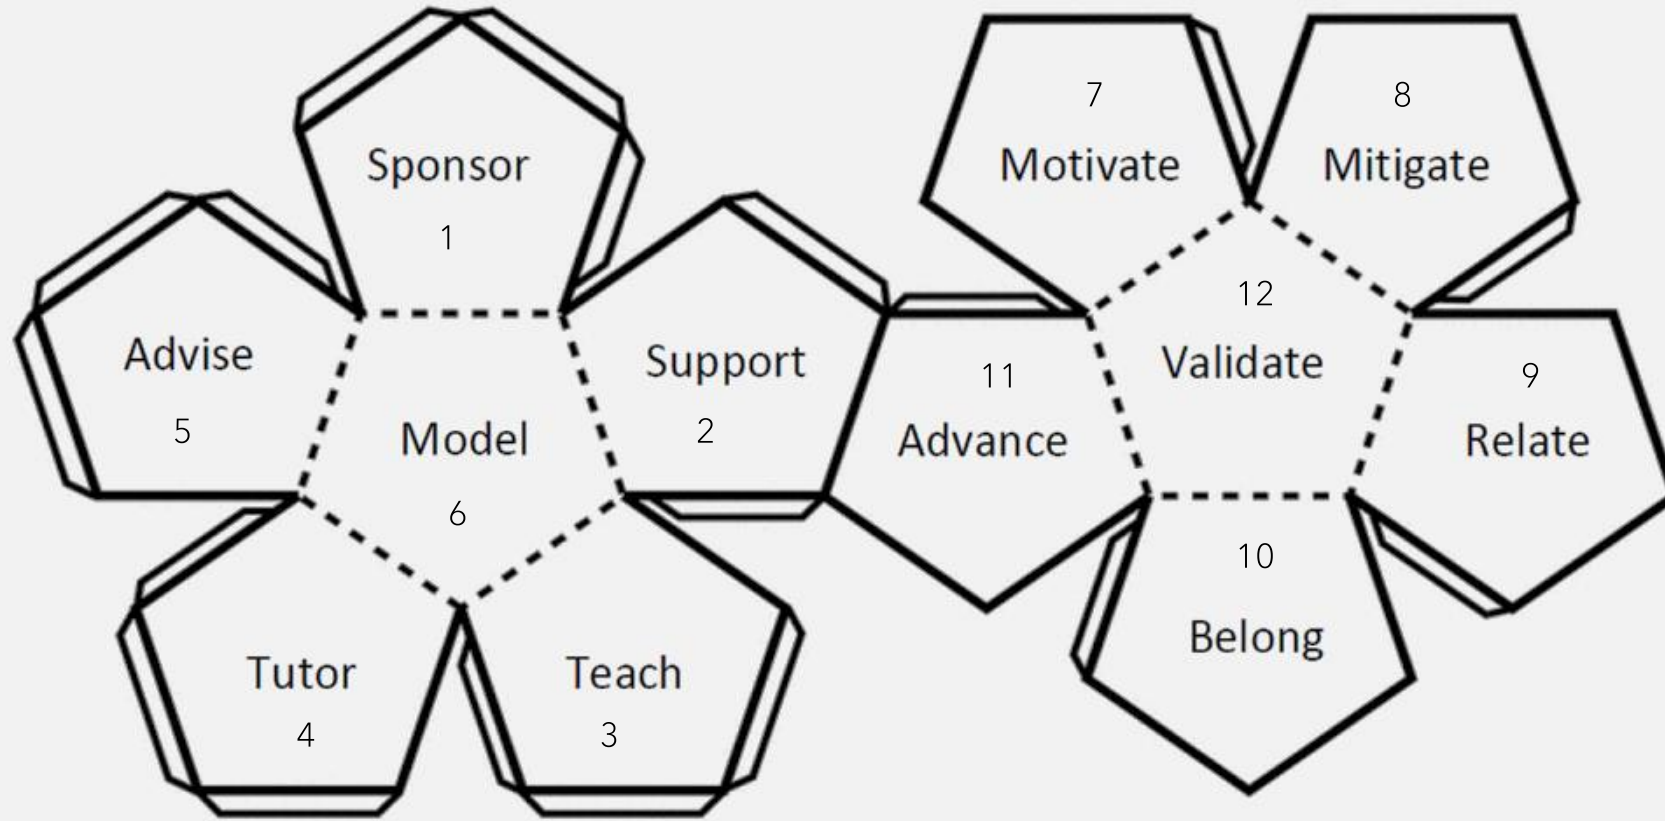 Sponsor
1
Advise
5
Support
2
Model
6
Tutor
4
Teach
3
7
Motivate
8
Mitigate
12
Validate
11
Advance
9
Relate
10
Belong